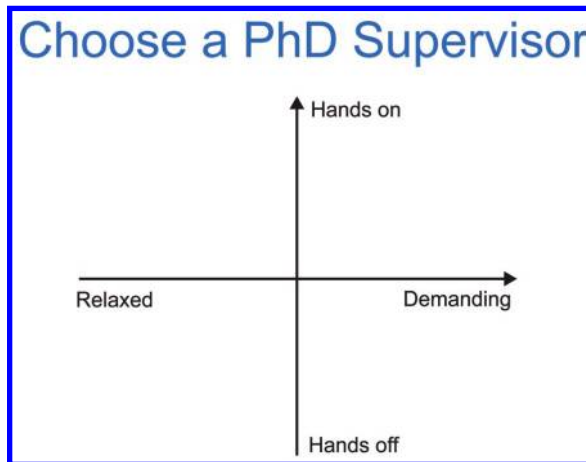 Choose a PhD Supervisor
Hands on
Relaxed
Demanding
Hands off